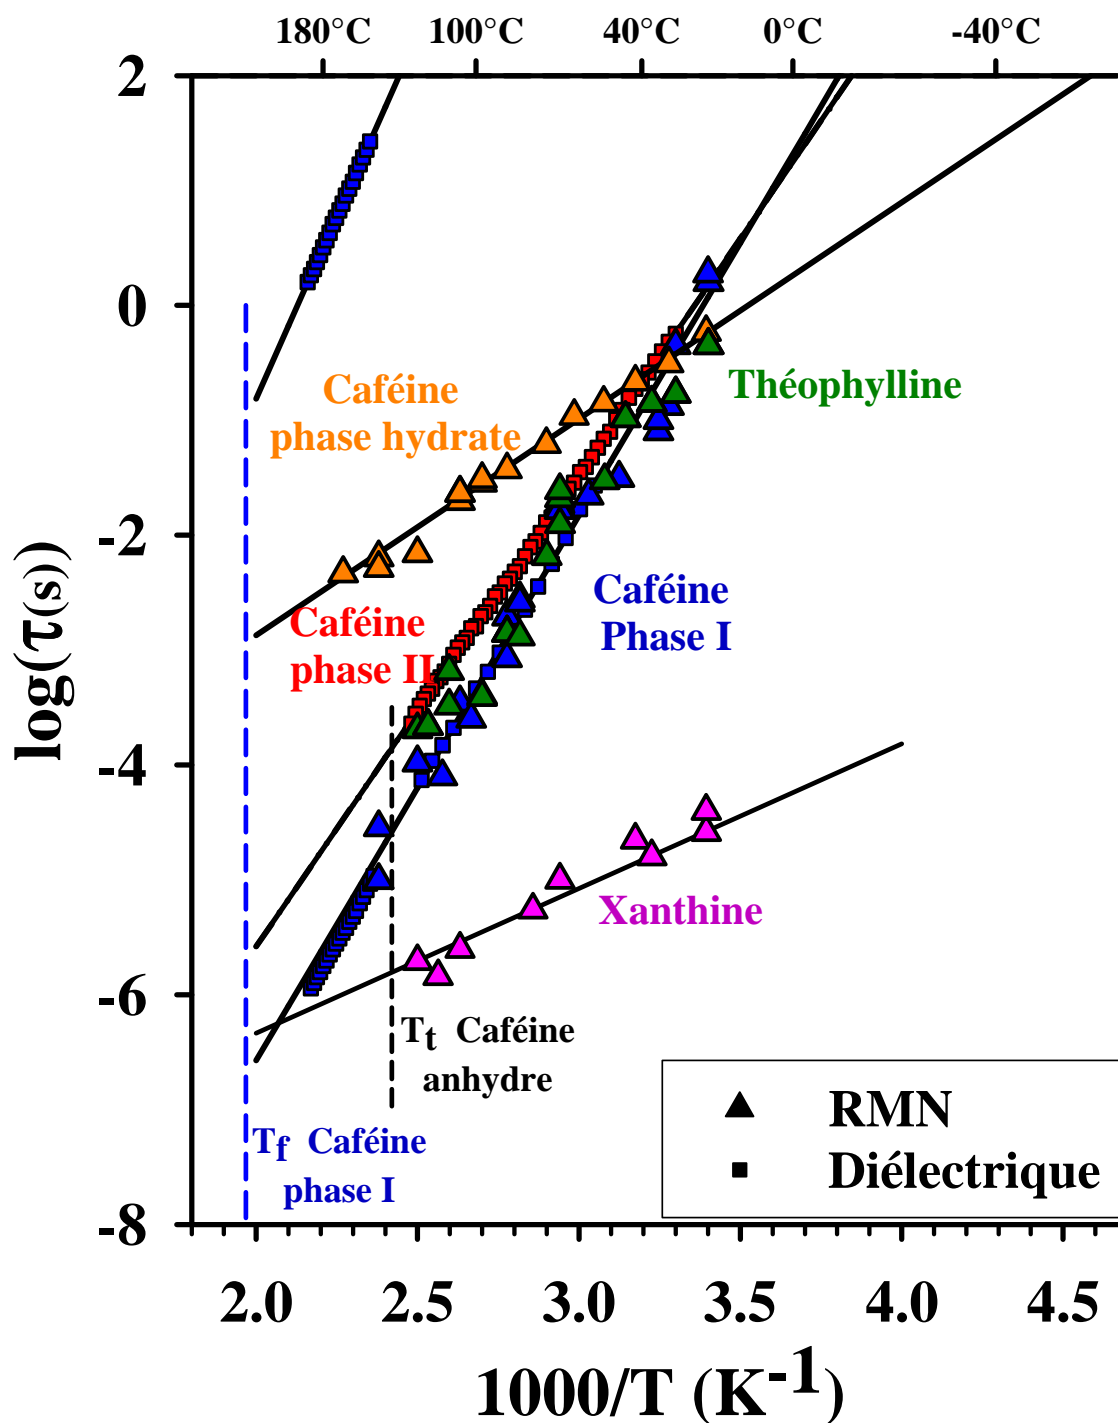 180°C 100°C 40°C 0°C -40°C
2
0
-2
-4
-6
-8
log(τ(s))
Caféine
phase hydrate
Théophylline
Caféine
phase II
Caféine
Phase I
Xanthine
Tt Caféine
anhydre
Tf Caféine
phase I
RMN
Diélectrique
2.0 2.5 3.0 3.5 4.0 4.5
1000/T (K-1)